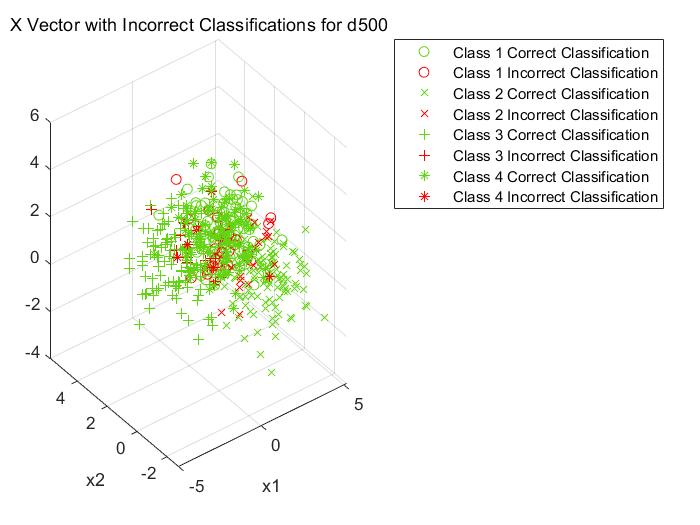 X Vector with Incorrect Classifications for d500
Class 1 Correct Classification
Class 1 Incorrect Classification
Class 2 Correct Classification
Class 2 Incorrect Classification
Class 3 Correct Classification
Class 3 Incorrect Classification
Class 4 Correct Classification
Class 4 Incorrect Classification
6
4
2
0
-2
-4
4
2
0
-2
x2
-5
0
5
x1